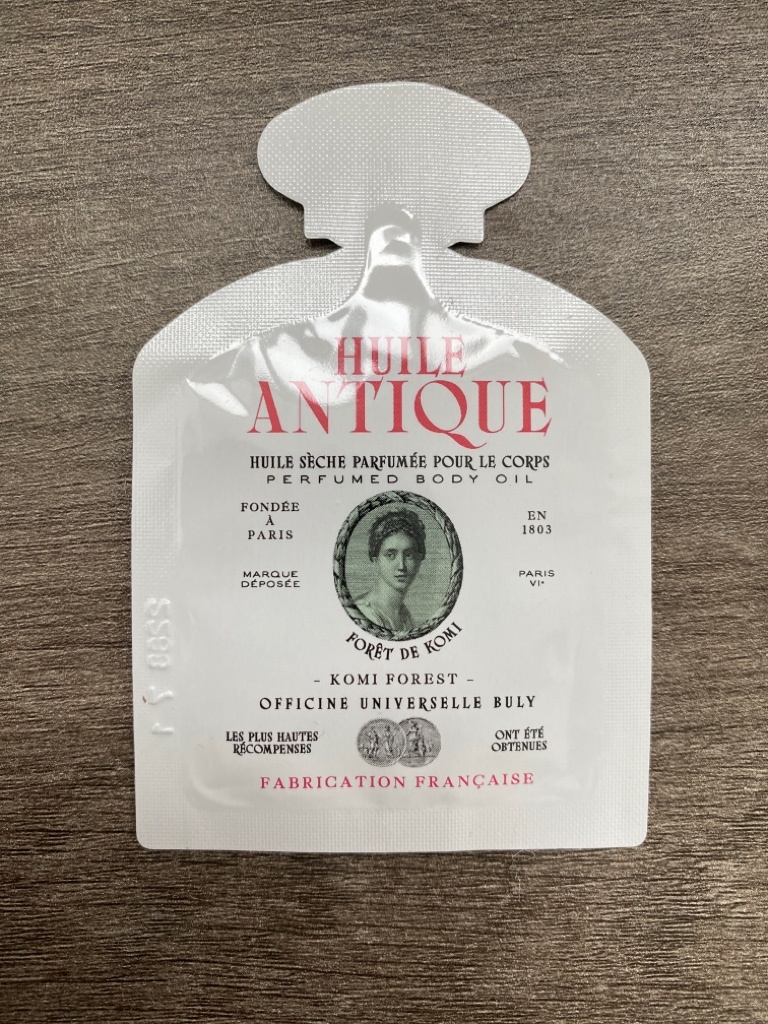 HUILE
ANTIQUE
HUILE SÈCHE PARFUMÉE POUR LE CORPS
PERFUMED BODY OIL
FONDÉE
À
PARIS
EN
1803
MARQUE
DÉPOSÉE
PARIS
VIᵉ
FORÊT DE KOMI
- KOMI FOREST -
OFFICINE UNIVERSELLE BULY
LES PLUS HAUTES
RÉCOMPENSES
ONT ÉTÉ
OBTENUES
FABRICATION FRANÇAISE